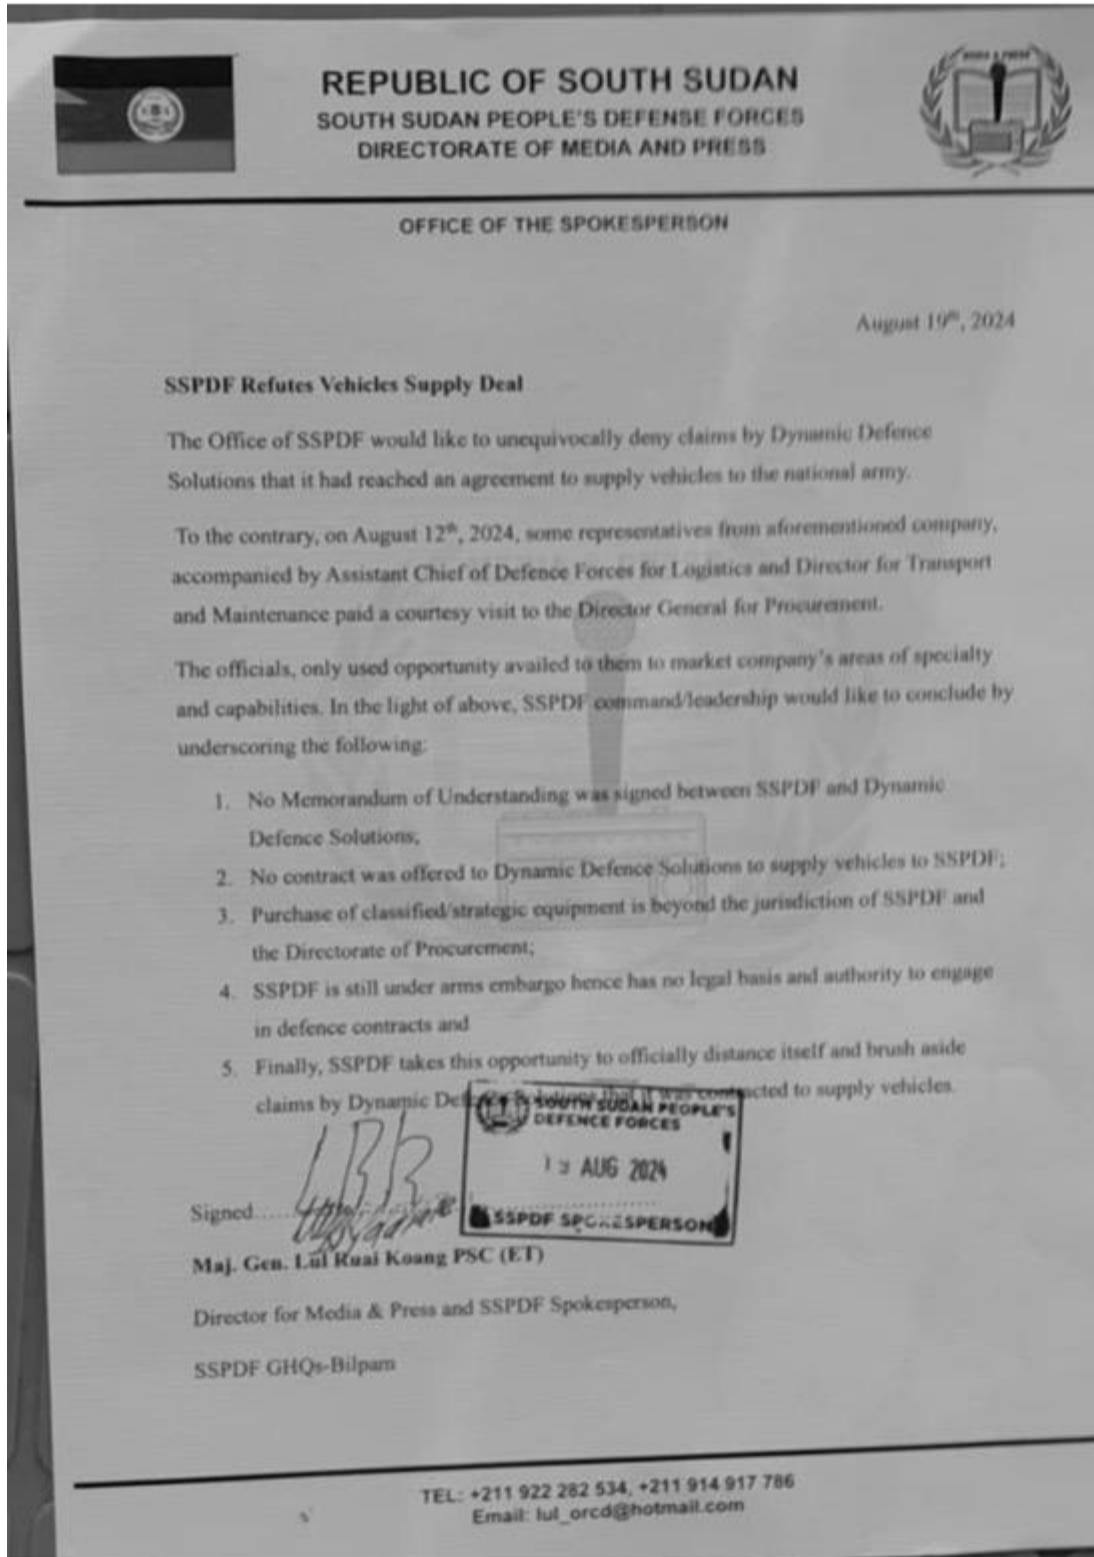 MEDIA & PRESS
REPUBLIC OF SOUTH SUDAN
SOUTH SUDAN PEOPLE'S DEFENSE FORCES
DIRECTORATE OF MEDIA AND PRESS
OFFICE OF THE SPOKESPERSON
August 19th, 2024
SSPDF Refutes Vehicles Supply Deal
The Office of SSPDF would like to unequivocally deny claims by Dynamic Defence
Solutions that it had reached an agreement to supply vehicles to the national army.
To the contrary, on August 12th, 2024, some representatives from aforementioned company,
accompanied by Assistant Chief of Defence Forces for Logistics and Director for Transport
and Maintenance paid a courtesy visit to the Director General for Procurement.
The officials, only used opportunity availed to them to market company's areas of specialty
and capabilities. In the light of above, SSPDF command/leadership would like to conclude by
underscoring the following:
1. No Memorandum of Understanding was signed between SSPDF and Dynamic
Defence Solutions;
2. No contract was offered to Dynamic Defence Solutions to supply vehicles to SSPDF;
3. Purchase of classified/strategic equipment is beyond the jurisdiction of SSPDF and
the Directorate of Procurement;
4. SSPDF is still under arms embargo hence has no legal basis and authority to engage
in defence contracts and
5. Finally, SSPDF takes this opportunity to officially distance itself and brush aside
claims by Dynamic Defence Solutions that it was contracted to supply vehicles.
SOUTH SUDAN PEOPLE'S
DEFENCE FORCES
AUG 2024
SSPDF SPOKESPERSON
Signed......
Maj. Gen. Lul Ruai Koang PSC (ET)
Director for Media & Press and SSPDF Spokesperson,
SSPDF GHQs-Bilpam
TEL: +211 922 282 534, +211 914 917 786
Email: lul_orcd@hotmail.com